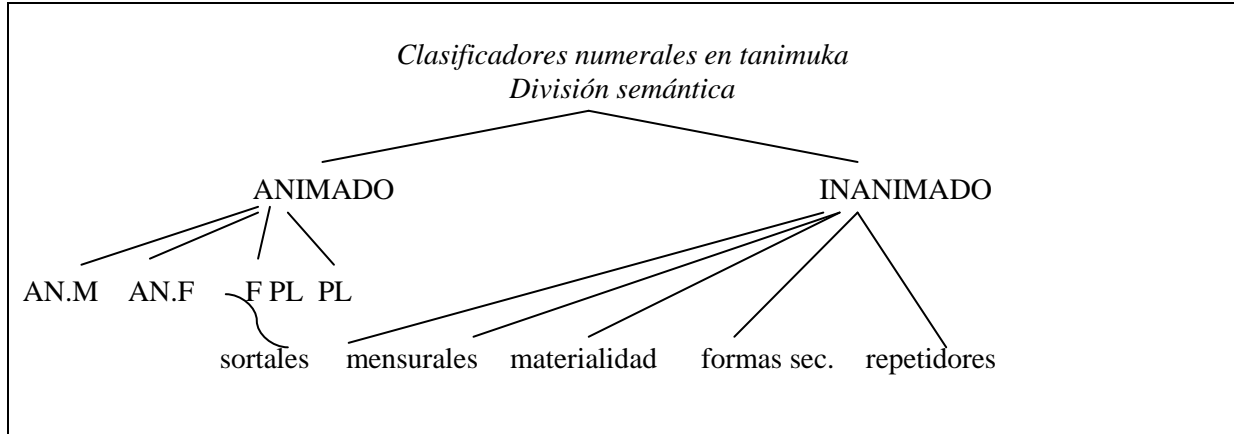 Clasificadores numerales en tanimuka
División semántica
ANIMADO INANIMADO
AN.M AN.F F PL PL
sortales mensurales materialidad formas sec. repetidores